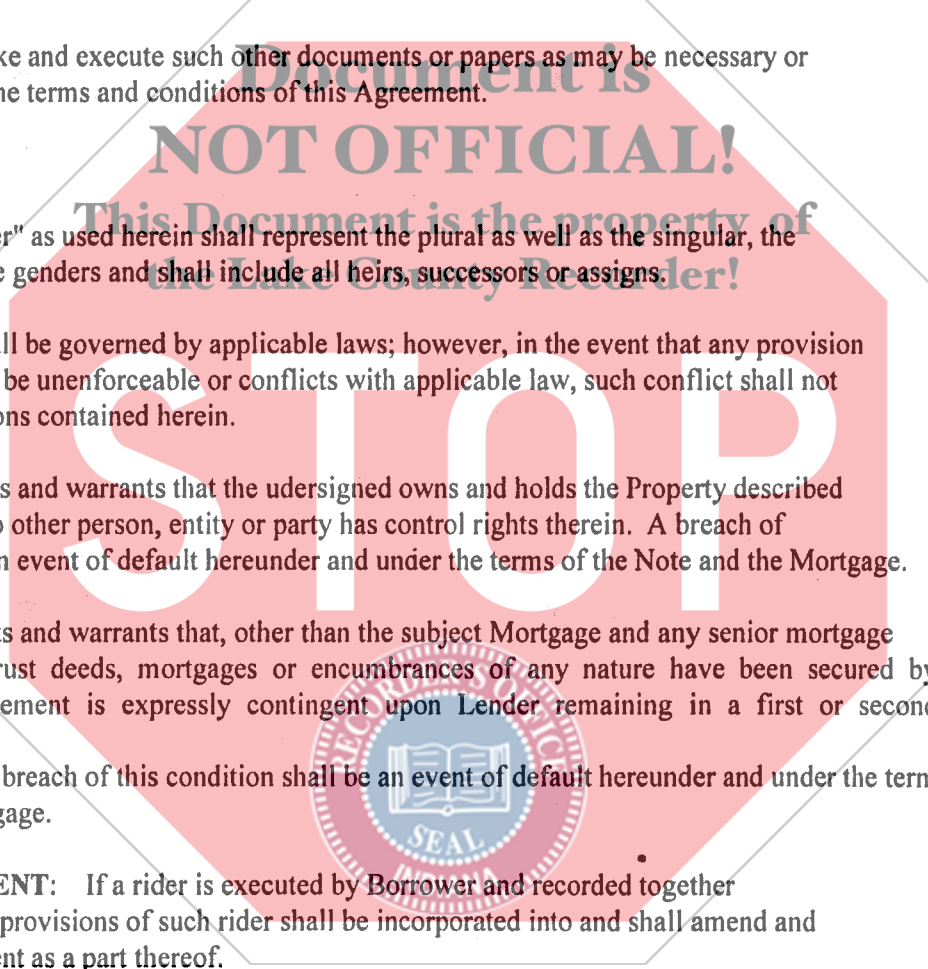 ke and execute such other documents or papers as may be necessary or
ne terms and conditions of this Agreement.
Document is
NOT OFFICIAL!
This Document is the property of
the Lake County Recorder!
er" as used herein shall represent the plural as well as the singular, the
e genders and shall include all heirs, successors or assigns.
ll be governed by applicable laws; however, in the event that any provision
be unenforceable or conflicts with applicable law, such conflict shall not
ons contained herein.
STOP
s and warrants that the udersigned owns and holds the Property described
o other person, entity or party has control rights therein. A breach of
n event of default hereunder and under the terms of the Note and the Mortgage.
ts and warrants that, other than the subject Mortgage and any senior mortgage
rust deeds, mortgages or encumbrances of any nature have been secured by
ement is expressly contingent upon Lender remaining in a first or second
breach of this condition shall be an event of default hereunder and under the term
gage.
RECORDER'S OFFICE
SEAL
INDIANA
ENT: If a rider is executed by Borrower and recorded together
provisions of such rider shall be incorporated into and shall amend and
ent as a part thereof.